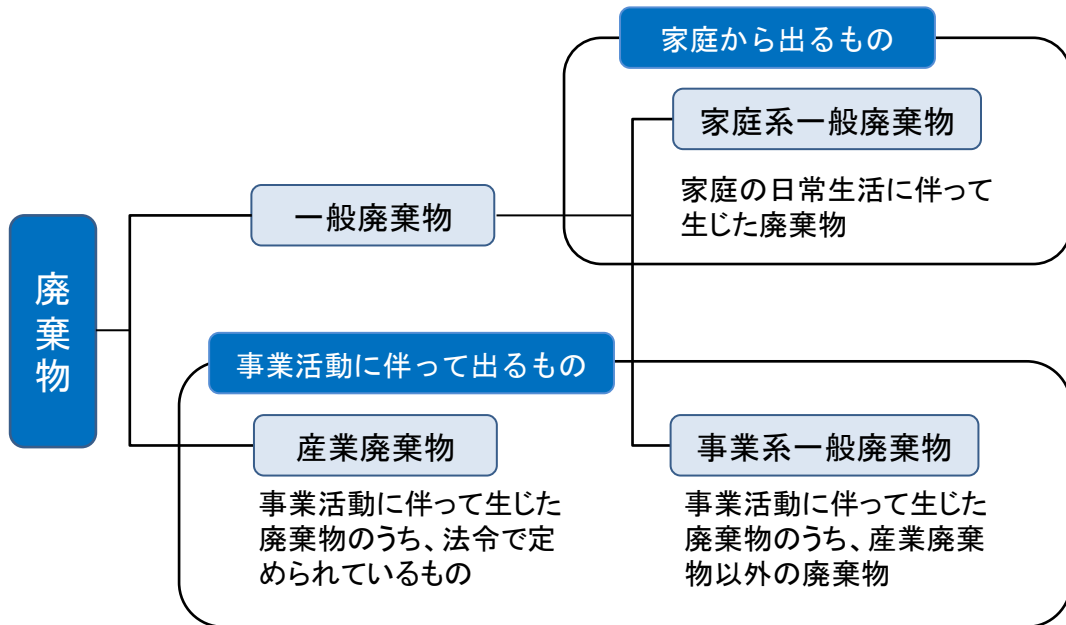 家庭から出るもの
家庭系一般廃棄物
家庭の日常生活に伴って
生じた廃棄物
一般廃棄物
廃棄物
事業活動に伴って出るもの
産業廃棄物
事業活動に伴って生じた
廃棄物のうち、法令で定
められているもの
事業系一般廃棄物
事業活動に伴って生じた
廃棄物のうち、産業廃棄
物以外の廃棄物